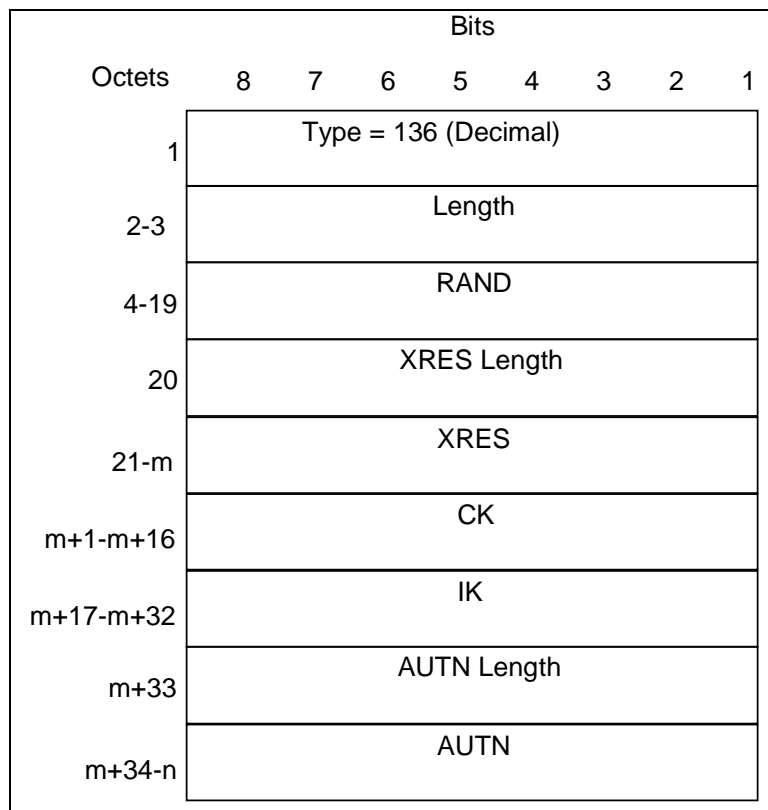 Bits
Octets 8 7 6 5 4 3 2 1
1 Type = 136 (Decimal)
2-3 Length
4-19 RAND
20 XRES Length
21-m XRES
m+1-m+16 CK
m+17-m+32 IK
m+33 AUTN Length
m+34-n AUTN